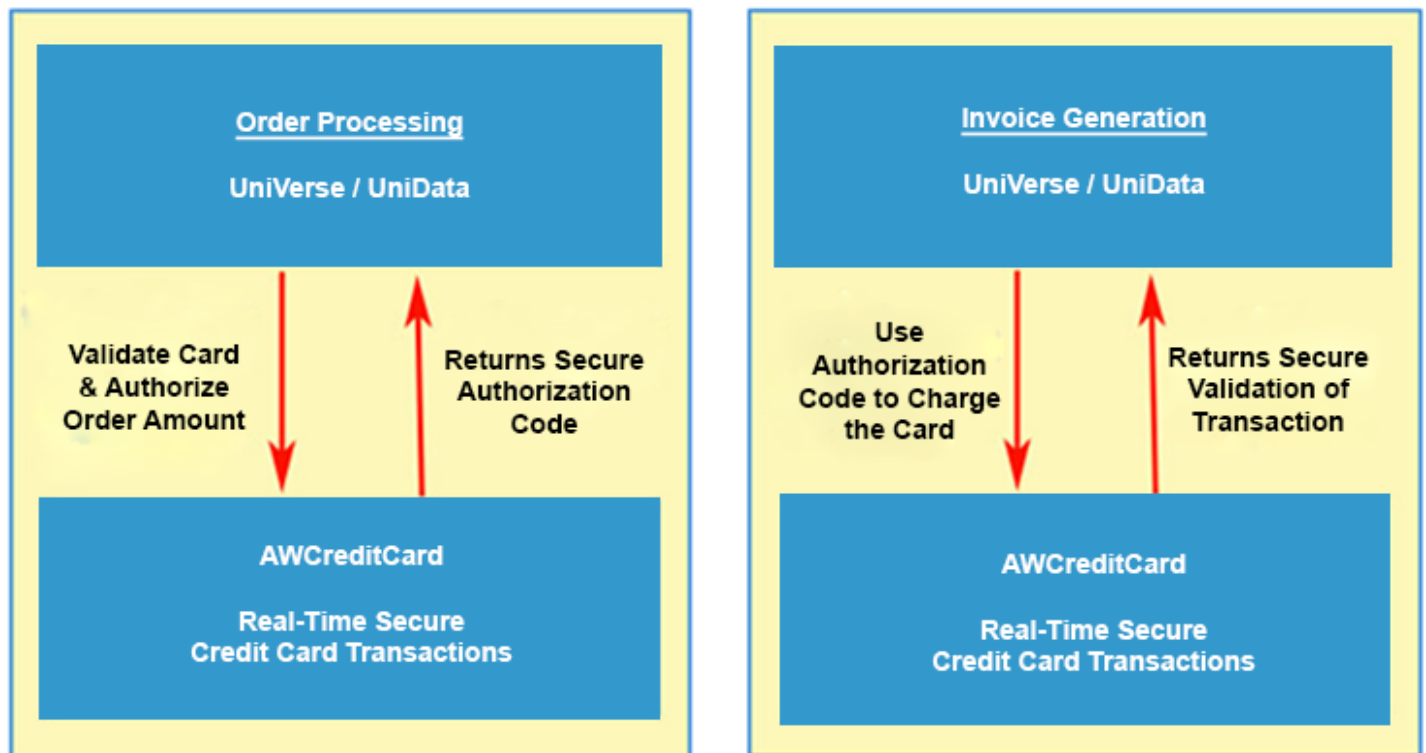 Order Processing
UniVerse / UniData
Validate Card
& Authorize
Order Amount
Returns Secure
Authorization
Code
AWCreditCard
Real-Time Secure
Credit Card Transactions
Invoice Generation
UniVerse / UniData
Use
Authorization
Code to Charge
the Card
Returns Secure
Validation of
Transaction
AWCreditCard
Real-Time Secure
Credit Card Transactions